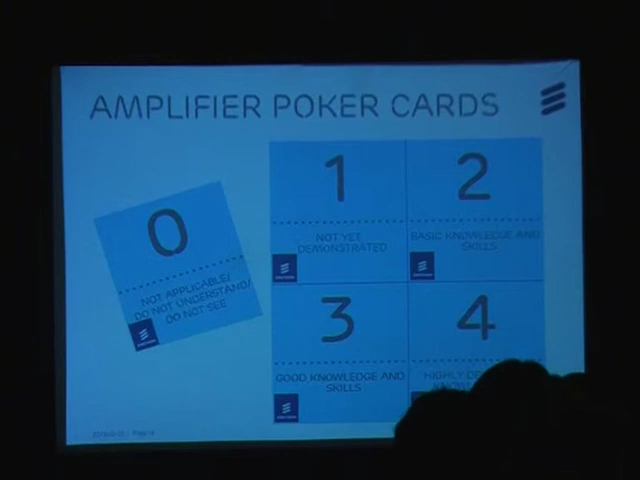 AMPLIFIER POKER CARDS
0
NOT APPLICABLE/
DO NOT UNDERSTAND/
DO NOT SEE
1
NOT YET
DEMONSTRATED
2
BASIC KNOWLEDGE AND
SKILLS
3
GOOD KNOWLEDGE AND
SKILLS
4
HIGHLY